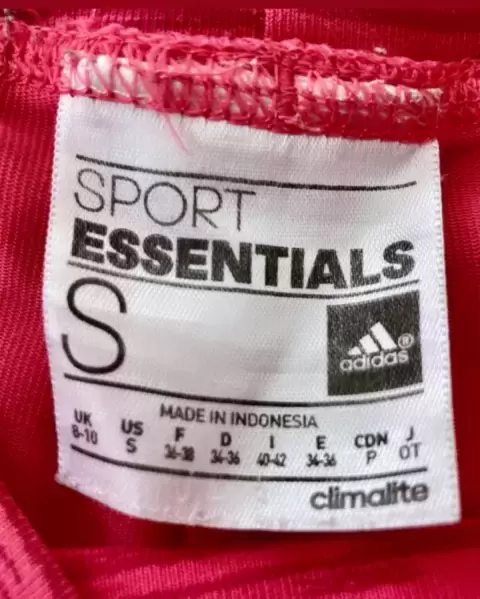 SPORT
ESSENTIALS
S
adidas®
MADE IN INDONESIA
UK US F D I E CDN J
8-10 S 36-38 34-36 40-42 34-36 P OT
climalite